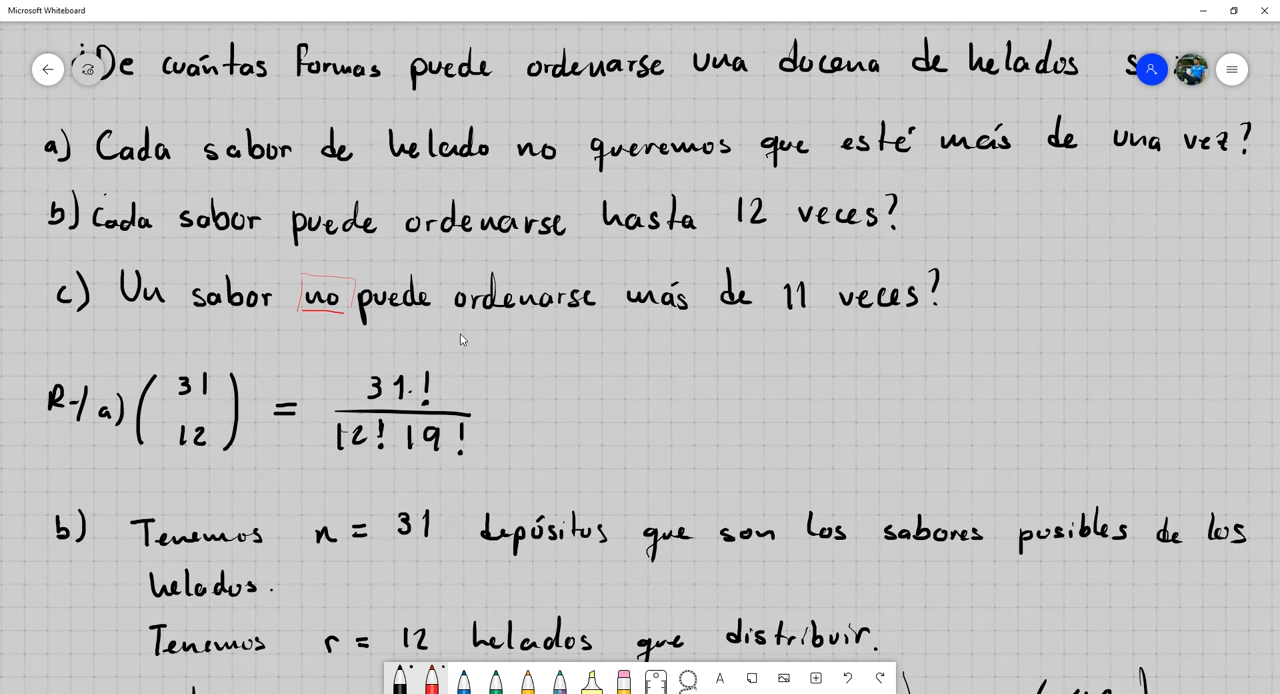 Microsoft Whiteboard
¿De cuántas formas puede ordenarse una docena de helados
a) Cada sabor de helado no queremos que esté más de una vez?
b) Cada sabor puede ordenarse hasta 12 veces?
c) Un sabor no puede ordenarse más de 11 veces?
R-/ a) ( 31 12 ) = 31! / 12! 19!
b) Tenemos n = 31 depósitos que son los sabores posibles de los
helados.
Tenemos r = 12 helados que distribuir.